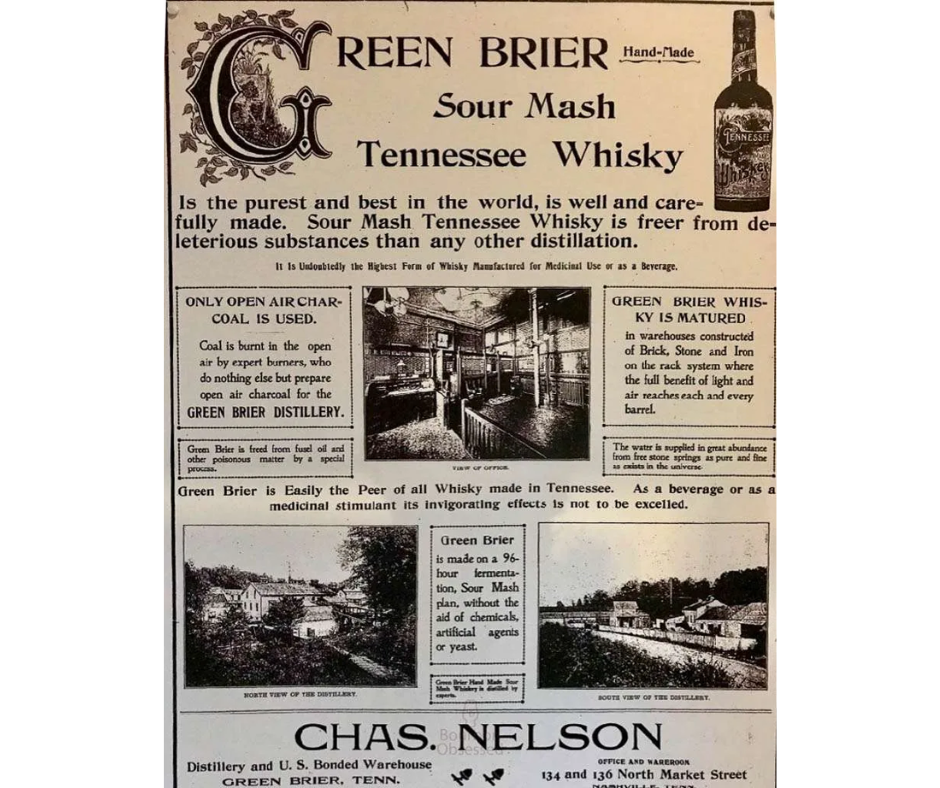 GREEN BRIER Hand-Made
Sour Mash
Tennessee Whisky
TENNESSEE
Whiskey
Is the purest and best in the world, is well and care-
fully made. Sour Mash Tennessee Whisky is freer from de-
leterious substances than any other distillation.
It Is Undoubtedly the Highest Form of Whisky Manufactured for Medicinal Use or as a Beverage.
ONLY OPEN AIR CHAR-
COAL IS USED.
Coal is burnt in the open
air by expert burners, who
do nothing else but prepare
open air charcoal for the
GREEN BRIER DISTILLERY.
Green Brier is freed from fusel oil and
other poisonous matter by a special
process.
VIEW OF OFFICE.
GREEN BRIER WHIS-
KY IS MATURED
in warehouses constructed
of Brick, Stone and Iron
on the rack system where
the full benefit of light and
air reaches each and every
barrel.
The water is supplied in great abundance
from free stone springs as pure and fine
as exists in the universe.
Green Brier is Easily the Peer of all Whisky made in Tennessee. As a beverage or as a
medicinal stimulant its invigorating effects is not to be excelled.
NORTH VIEW OF THE DISTILLERY.
Green Brier
is made on a 96-
hour fermenta-
tion, Sour Mash
plan, without the
aid of chemicals,
artificial agents
or yeast.
Green Brier Hand Made Sour
Mash Whiskey is distilled by
experts.
SOUTH VIEW OF THE DISTILLERY.
CHAS. NELSON
Bourbon
Obsessed
Distillery and U. S. Bonded Warehouse
GREEN BRIER, TENN.
OFFICE AND WAREROOM
134 and 136 North Market Street
NASHVILLE, TENN.